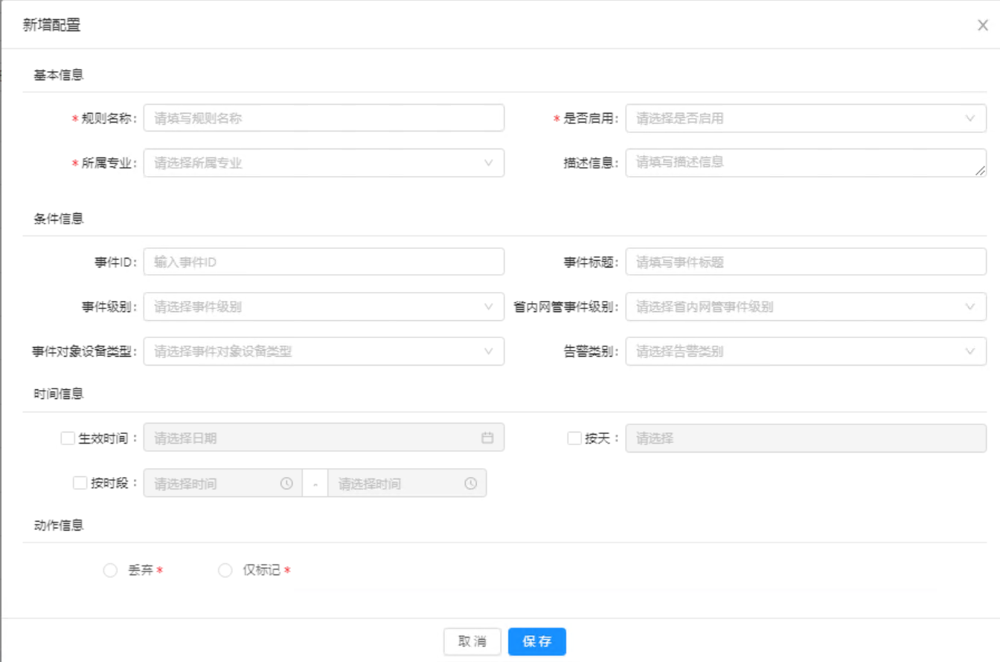 新增配置
基本信息
* 规则名称: 请填写规则名称 * 是否启用: 请选择是否启用
* 所属专业: 请选择所属专业 描述信息: 请填写描述信息
条件信息
事件ID: 输入事件ID 事件标题: 请填写事件标题
事件级别: 请选择事件级别 省内网管事件级别: 请选择省内网管事件级别
事件对象设备类型: 请选择事件对象设备类型 告警类别: 请选择告警类别
时间信息
生效时间: 请选择日期 按天: 请选择
按时段: 请选择时间 - 请选择时间
动作信息
丢弃* 仅标记*
取消 保存